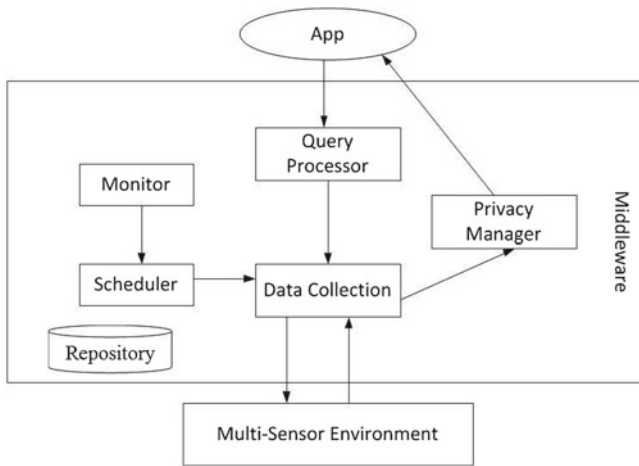 App
Query
Processor
Monitor
Privacy
Manager
Middleware
Scheduler
Data Collection
Repository
Multi-Sensor Environment